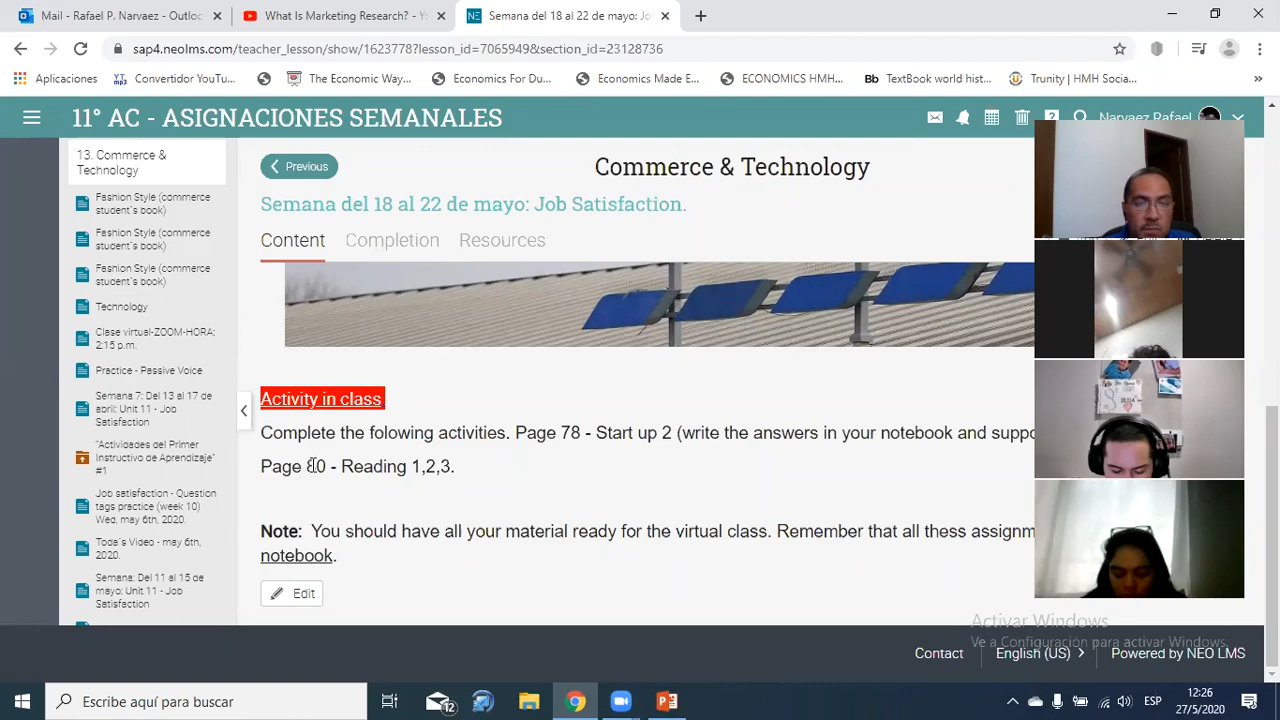 Mail - Rafael P. Narvaez - Outloc
What Is Marketing Research? - Y
Semana del 18 al 22 de mayo: Jo
sap4.neolms.com/teacher_lesson/show/1623778?lesson_id=7065949&section_id=23128736
Aplicaciones
Convertidor YouTu...
The Economic Way...
Economics For Du...
Economics Made E...
ECONOMICS HMH...
Bb TextBook world hist...
Trunity | HMH Socia...
11° AC - ASIGNACIONES SEMANALES
Narvaez Rafael
13. Commerce &
Technology
Fashion Style (commerce
student's book)
Fashion Style (commerce
student's book)
Fashion Style (commerce
student's book)
Technology
Clase virtual-ZOOM-HORA:
2:15 p.m.
Practice - Passive Voice
Semana 7: Del 13 al 17 de
abril: Unit 11 - Job
Satisfaction
"Actividades del Primer
Instructivo de Aprendizaje"
#1
Job satisfaction - Question
tags practice (week 10)
Wed, may 6th, 2020.
Toda´s Video - may 6th,
2020.
Semana: Del 11 al 15 de
mayo: Unit 11 - Job
Satisfaction
Previous
Commerce & Technology
Semana del 18 al 22 de mayo: Job Satisfaction.
Content Completion Resources
Activity in class
Complete the folowing activities. Page 78 - Start up 2 (write the answers in your notebook and suppo
Page 80 - Reading 1,2,3.
Note: You should have all your material ready for the virtual class. Remember that all thess assignm
notebook.
Edit
Activar Windows
Ve a Configuración para activar Windows.
Contact English (US) Powered by NEO LMS
Escribe aquí para buscar
12
ESP
12:26
27/5/2020